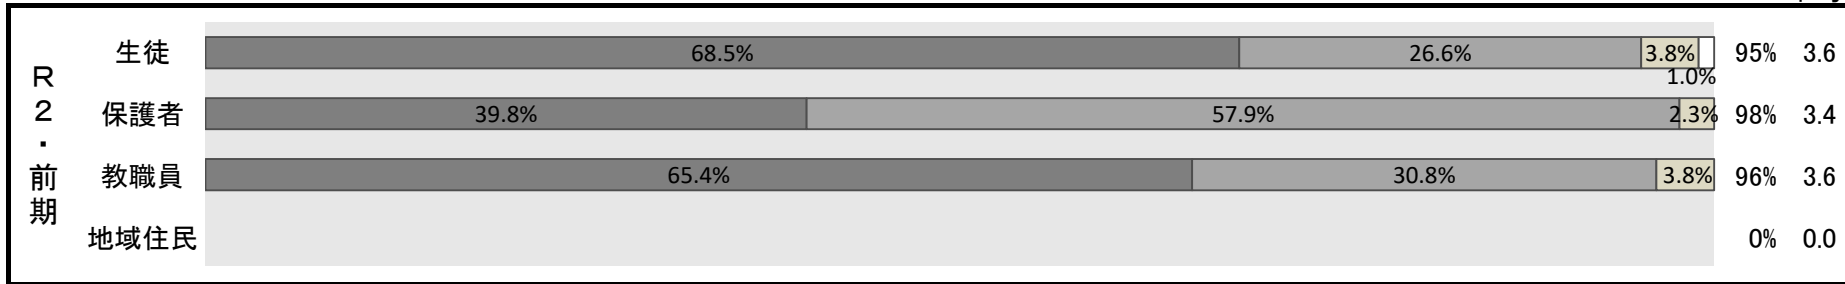 R2・前期
生徒 68.5% 26.6% 3.8% 1.0% 95% 3.6
保護者 39.8% 57.9% 2.3% 98% 3.4
教職員 65.4% 30.8% 3.8% 96% 3.6
地域住民 0% 0.0